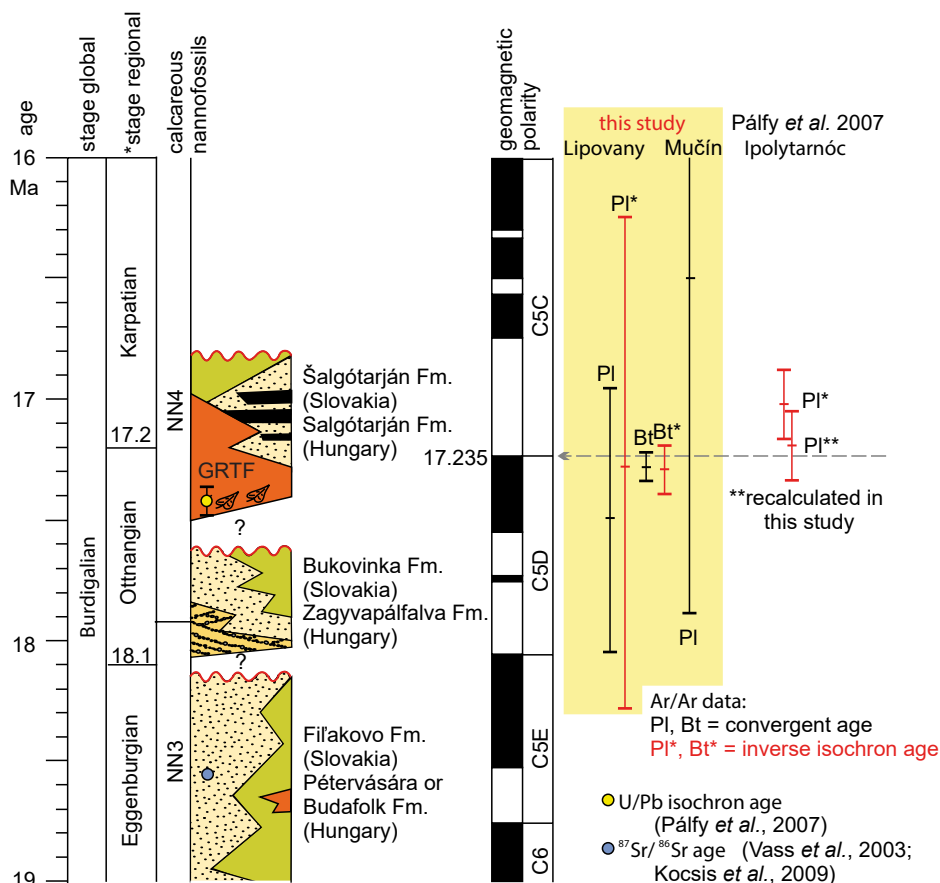 age
stage global
*stage regional
calcareous
nannofossils
geomagnetic
polarity
this study
Lipovany
Mučín
Pálfy et al. 2007
Ipolytarnóc
16
Ma
17
18
19
Burdigalian
Karpatian
17.2
Ottnangian
18.1
Eggenburgian
NN4
NN3
GRTF
?
?
Šalgótarján Fm.
(Slovakia)
Salgótarján Fm.
(Hungary)
Bukovinka Fm.
(Slovakia)
Zagyvapálfalva Fm.
(Hungary)
Fiľakovo Fm.
(Slovakia)
Pétervására or
Budafolk Fm.
(Hungary)
17.235
C5C
C5D
C5E
C6
Pl*
Pl
Bt
Bt*
Pl
Pl*
Pl**
**recalculated in
this study
Ar/Ar data:
Pl, Bt = convergent age
Pl*, Bt* = inverse isochron age
U/Pb isochron age
(Pálfy et al., 2007)
87Sr/ 86Sr age (Vass et al., 2003;
Kocsis et al., 2009)